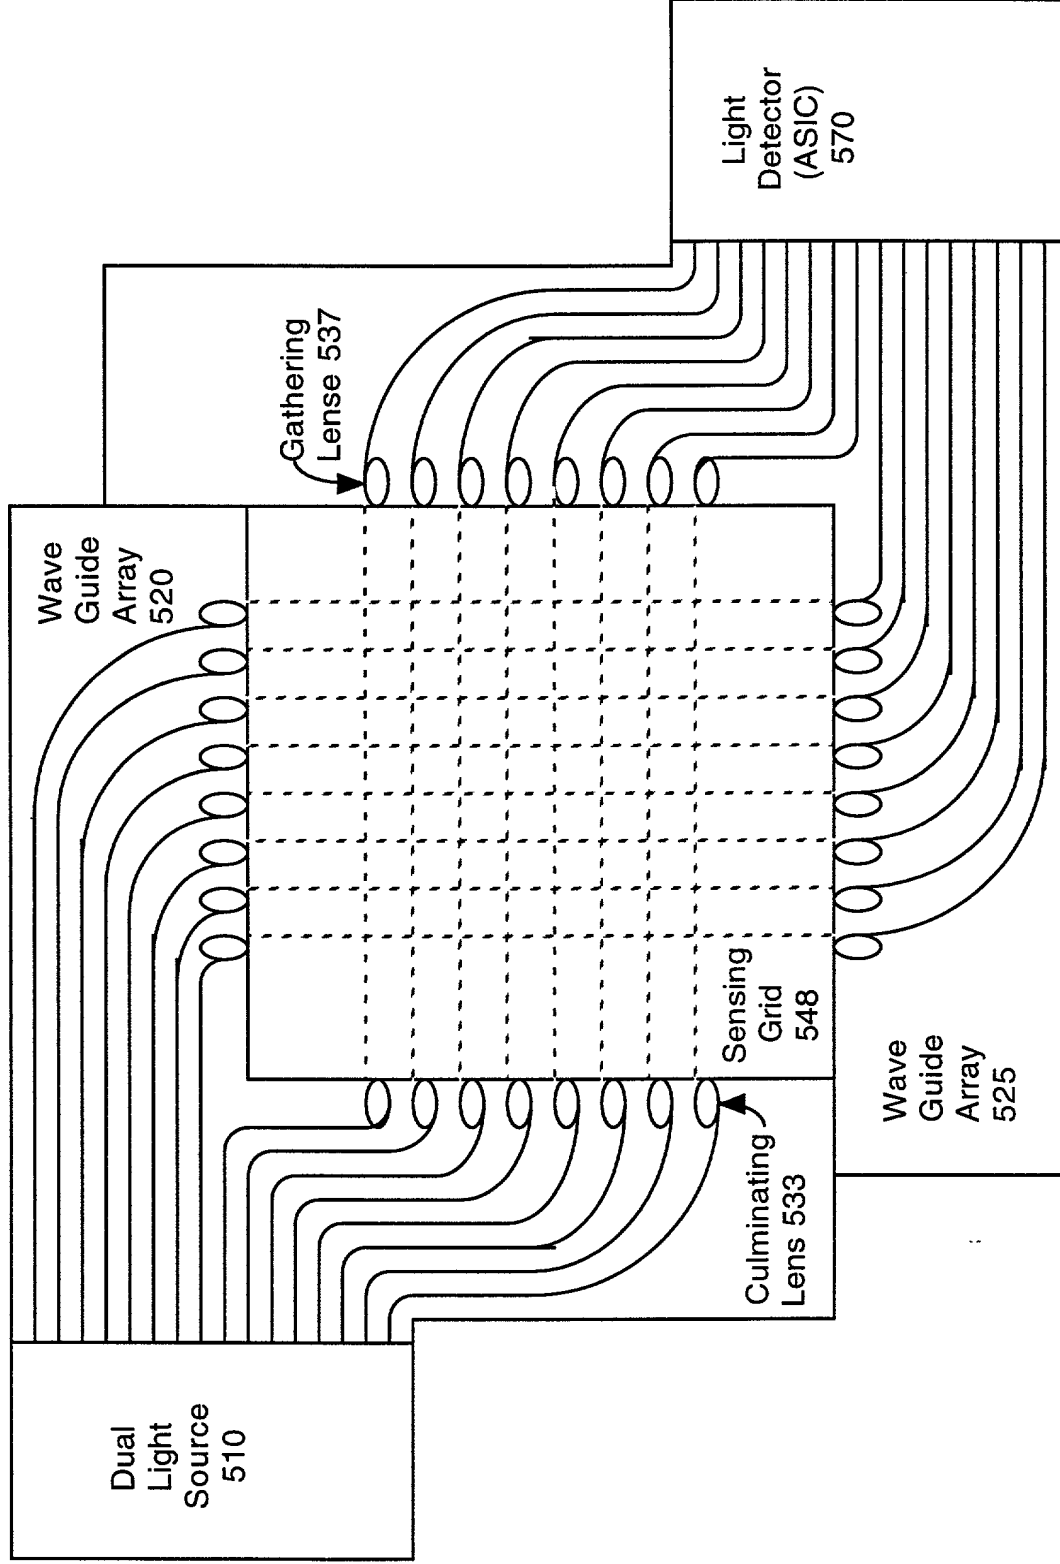 Dual
Light
Source
510
Wave
Guide
Array
520
Gathering
Lense 537
Culminating
Lens 533
Sensing
Grid
548
Wave
Guide
Array
525
Light
Detector
(ASIC)
570